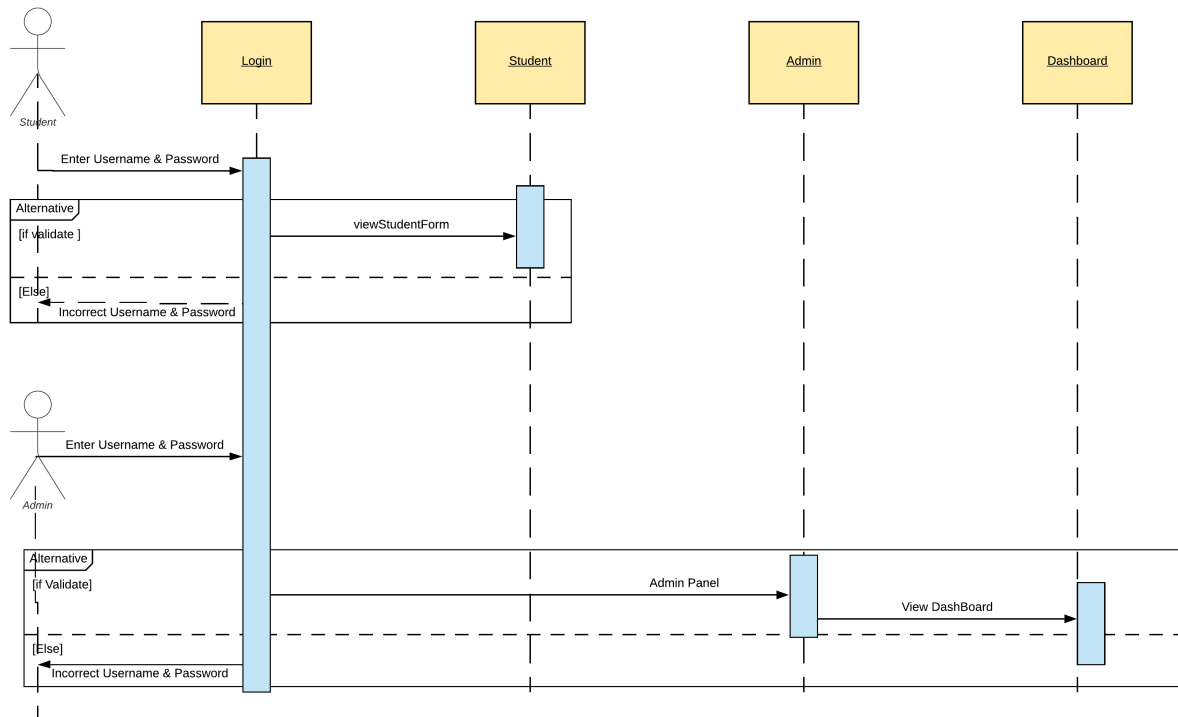 Login
Student
Admin
Dashboard
Student
Enter Username & Password
Alternative
viewStudentForm
[if validate ]
[Else]
Incorrect Username & Password
Enter Username & Password
Admin
Alternative
[if Validate]
Admin Panel
View DashBoard
[Else]
Incorrect Username & Password